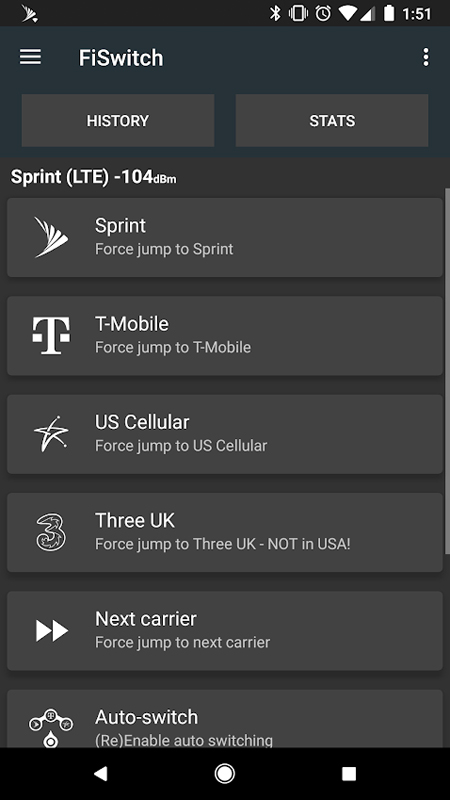 1:51
FiSwitch
HISTORY
STATS
Sprint (LTE) -104dBm
Sprint
Force jump to Sprint
T-Mobile
Force jump to T-Mobile
US Cellular
Force jump to US Cellular
Three UK
Force jump to Three UK - NOT in USA!
Next carrier
Force jump to next carrier
Auto-switch
(Re)Enable auto switching